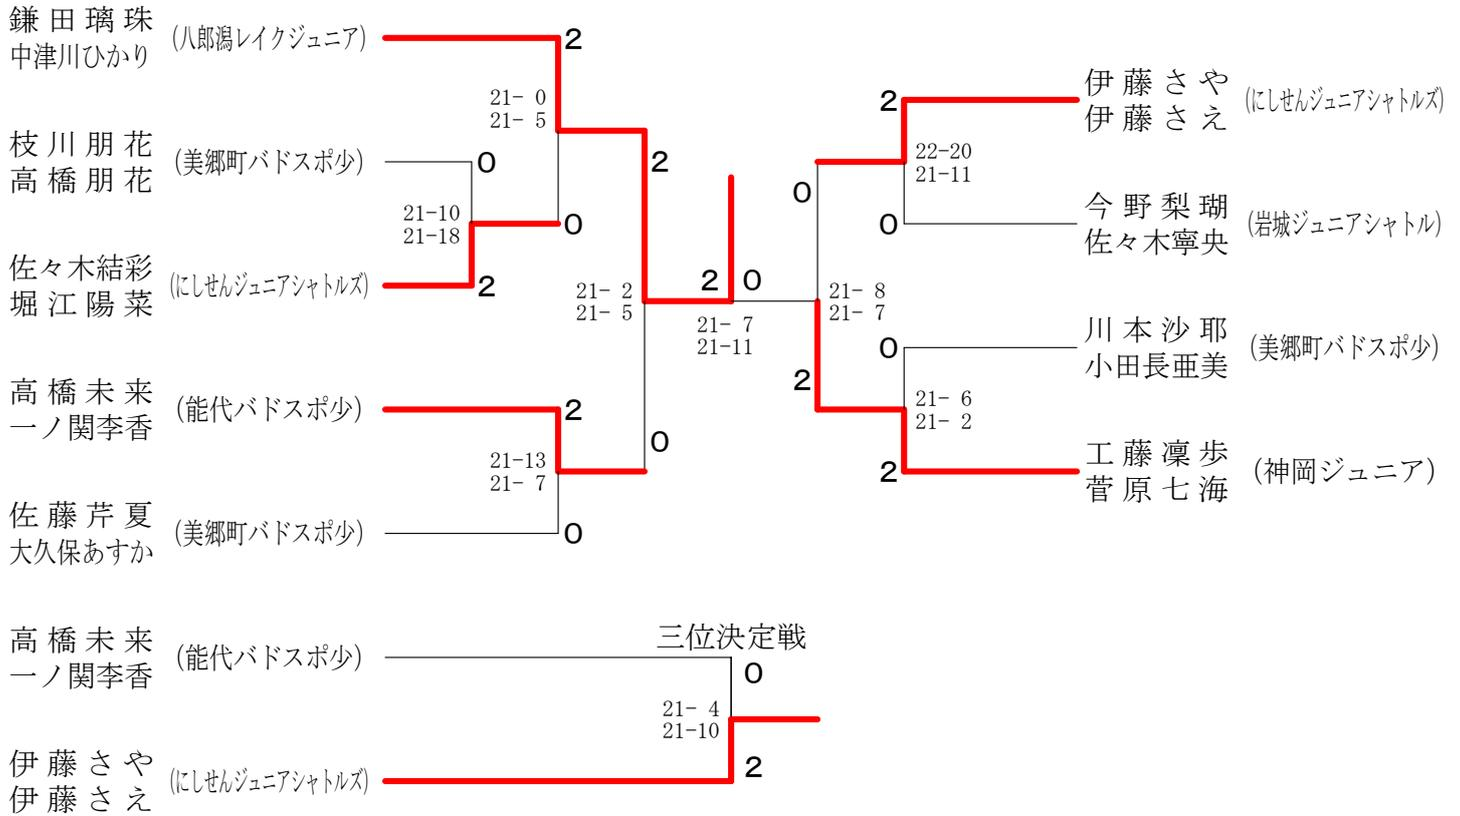 鎌田璃珠
中津川ひかり
(八郎潟レイクジュニア)
2
21- 0
21- 5
枝川朋花
高橋朋花
(美郷町バドスポ少)
0
21-10
21-18
0
佐々木結彩
堀江陽菜
(にしせんジュニアシャトルズ)
2
2
21- 2
21- 5
高橋未来
一ノ関李香
(能代バドスポ少)
2
21-13
21- 7
0
佐藤芹夏
大久保あすか
(美郷町バドスポ少)
0
2 0
21- 7
21-11
伊藤さや
伊藤さえ
(にしせんジュニアシャトルズ)
2
22-20
21-11
0
今野梨瑚
佐々木寧央
(岩城ジュニアシャトル)
0
21- 8
21- 7
川本沙耶
小田長亜美
(美郷町バドスポ少)
0
2
21- 6
21- 2
工藤凜歩
菅原七海
(神岡ジュニア)
2
三位決定戦
高橋未来
一ノ関李香
(能代バドスポ少)
0
21- 4
21-10
伊藤さや
伊藤さえ
(にしせんジュニアシャトルズ)
2